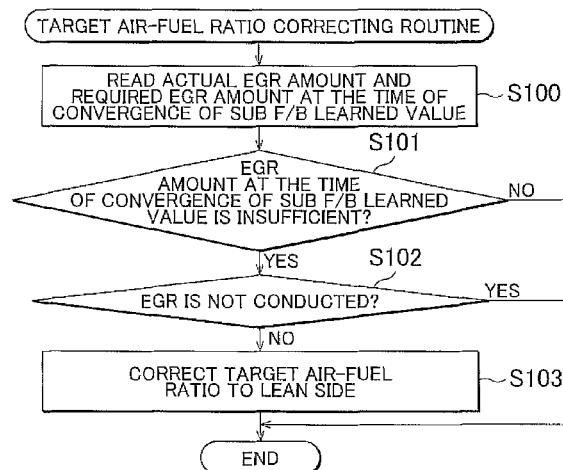 TARGET AIR-FUEL RATIO CORRECTING ROUTINE
READ ACTUAL EGR AMOUNT AND
REQUIRED EGR AMOUNT AT THE TIME OF
CONVERGENCE OF SUB F/B LEARNED VALUE
S100
S101
EGR
AMOUNT AT THE TIME
OF CONVERGENCE OF SUB F/B LEARNED
VALUE IS INSUFFICIENT?
NO
YES
S102
EGR IS NOT CONDUCTED?
YES
NO
CORRECT TARGET AIR-FUEL
RATIO TO LEAN SIDE
S103
END